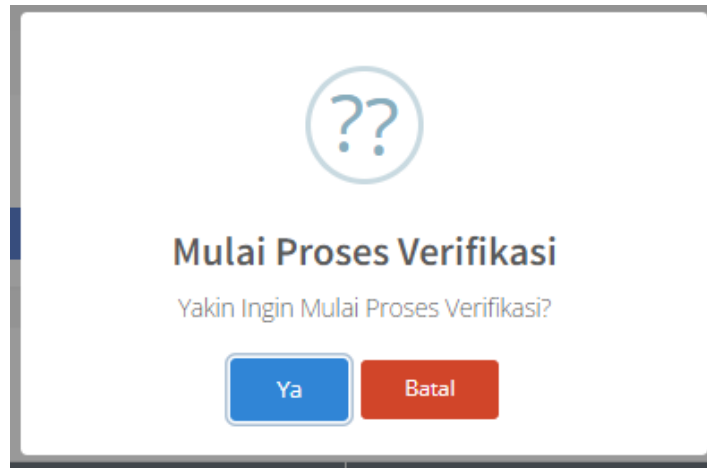 ??
Mulai Proses Verifikasi
Yakin Ingin Mulai Proses Verifikasi?
Ya
Batal